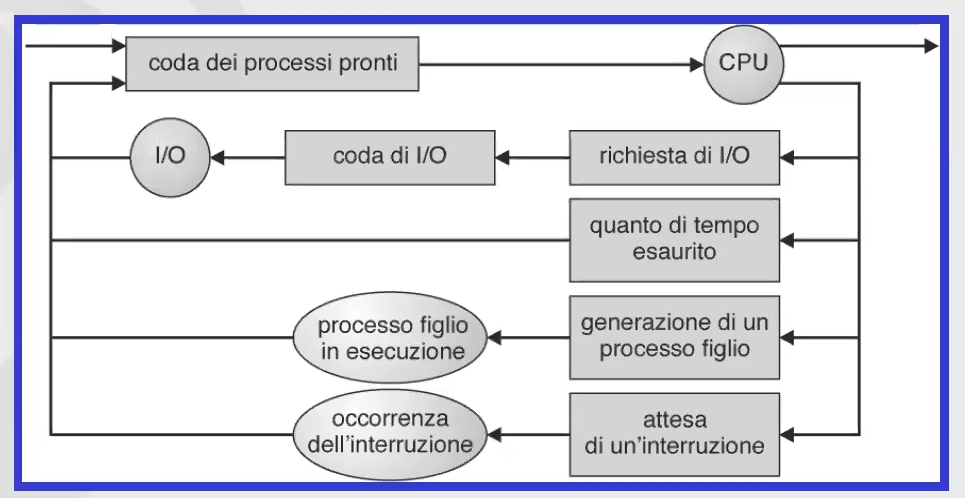 coda dei processi pronti
CPU
I/O
coda di I/O
richiesta di I/O
quanto di tempo
esaurito
processo figlio
in esecuzione
generazione di un
processo figlio
occorrenza
dell'interruzione
attesa
di un'interruzione